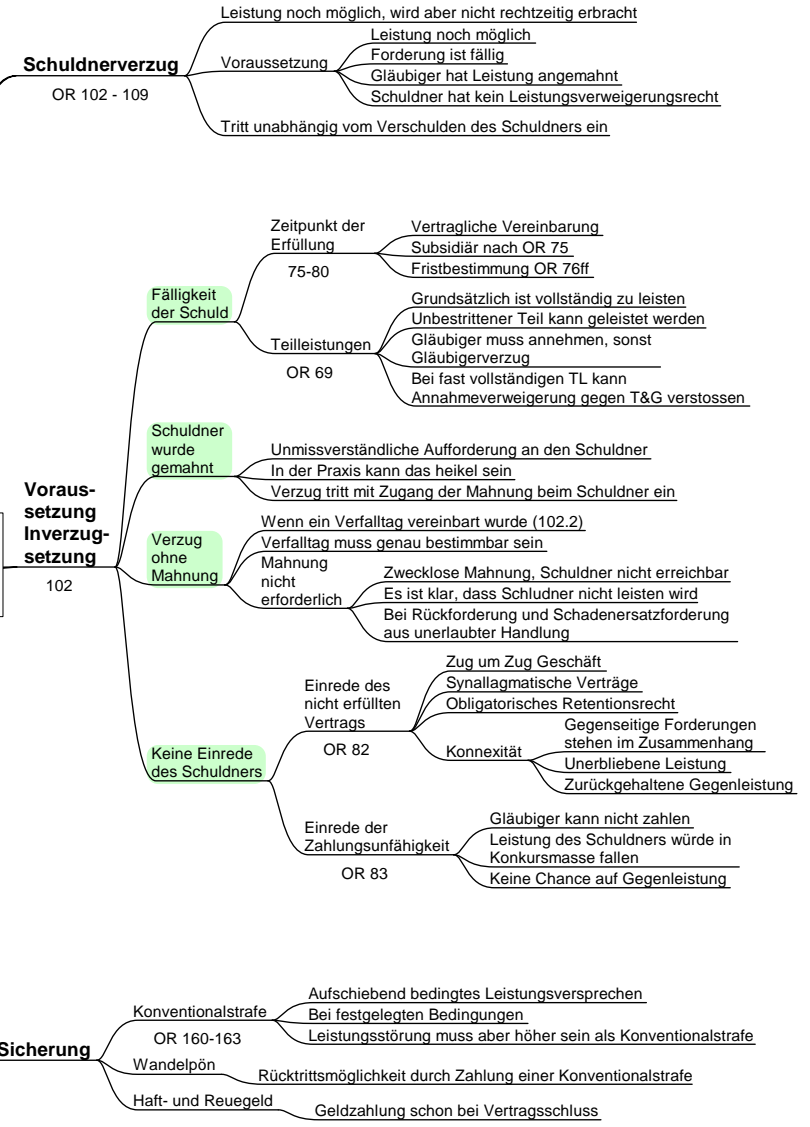 Schuldnerverzug
OR 102 - 109
Leistung noch möglich, wird aber nicht rechtzeitig erbracht
Voraussetzung
Leistung noch möglich
Forderung ist fällig
Gläubiger hat Leistung angemahnt
Schuldner hat kein Leistungsverweigerungsrecht
Tritt unabhängig vom Verschulden des Schuldners ein
Voraus-
setzung
Inverzug-
setzung
102
Fälligkeit
der Schuld
Zeitpunkt der
Erfüllung
75-80
Vertragliche Vereinbarung
Subsidiär nach OR 75
Fristbestimmung OR 76ff
Teilleistungen
OR 69
Grundsätzlich ist vollständig zu leisten
Unbestrittener Teil kann geleistet werden
Gläubiger muss annehmen, sonst
Gläubigerverzug
Bei fast vollständigen TL kann
Annahmeverweigerung gegen T&G verstossen
Schuldner
wurde
gemahnt
Unmissverständliche Aufforderung an den Schuldner
In der Praxis kann das heikel sein
Verzug tritt mit Zugang der Mahnung beim Schuldner ein
Verzug
ohne
Mahnung
Wenn ein Verfalltag vereinbart wurde (102.2)
Verfalltag muss genau bestimmbar sein
Mahnung
nicht
erforderlich
Zwecklose Mahnung, Schuldner nicht erreichbar
Es ist klar, dass Schludner nicht leisten wird
Bei Rückforderung und Schadenersatzforderung
aus unerlaubter Handlung
Keine Einrede
des Schuldners
Einrede des
nicht erfüllten
Vertrags
OR 82
Zug um Zug Geschäft
Synallagmatische Verträge
Obligatorisches Retentionsrecht
Konnexität
Gegenseitige Forderungen
stehen im Zusammenhang
Unerbliebene Leistung
Zurückgehaltene Gegenleistung
Einrede der
Zahlungsunfähigkeit
OR 83
Gläubiger kann nicht zahlen
Leistung des Schuldners würde in
Konkursmasse fallen
Keine Chance auf Gegenleistung
Sicherung
Konventionalstrafe
OR 160-163
Aufschiebend bedingtes Leistungsversprechen
Bei festgelegten Bedingungen
Leistungsstörung muss aber höher sein als Konventionalstrafe
Wandelpön
Rücktrittsmöglichkeit durch Zahlung einer Konventionalstrafe
Haft- und Reuegeld
Geldzahlung schon bei Vertragsschluss